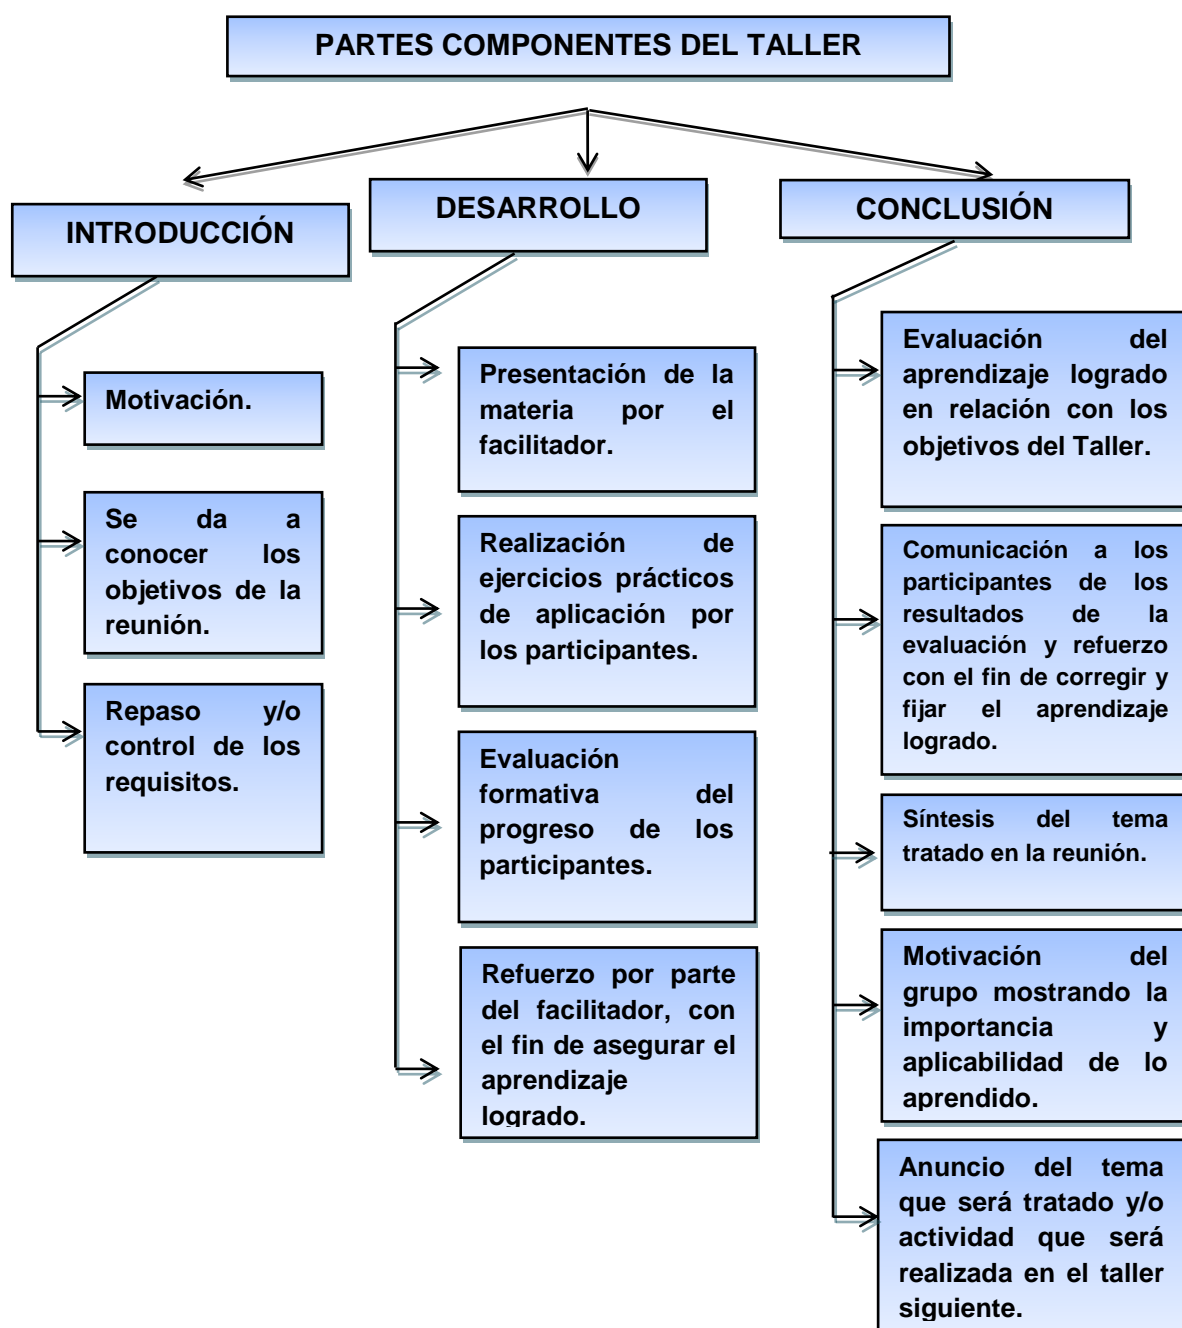 PARTES COMPONENTES DEL TALLER
INTRODUCCIÓN
Motivación.
Se da a
conocer los
objetivos de la
reunión.
Repaso y/o
control de los
requisitos.
DESARROLLO
Presentación de la
materia por el
facilitador.
Realización de
ejercicios prácticos
de aplicación por
los participantes.
Evaluación
formativa del
progreso de los
participantes.
Refuerzo por parte
del facilitador, con
el fin de asegurar el
aprendizaje
logrado.
CONCLUSIÓN
Evaluación del
aprendizaje logrado
en relación con los
objetivos del Taller.
Comunicación a los
participantes de los
resultados de la
evaluación y refuerzo
con el fin de corregir y
fijar el aprendizaje
logrado.
Síntesis del tema
tratado en la reunión.
Motivación del
grupo mostrando la
importancia y
aplicabilidad de lo
aprendido.
Anuncio del tema
que será tratado y/o
actividad que será
realizada en el taller
siguiente.